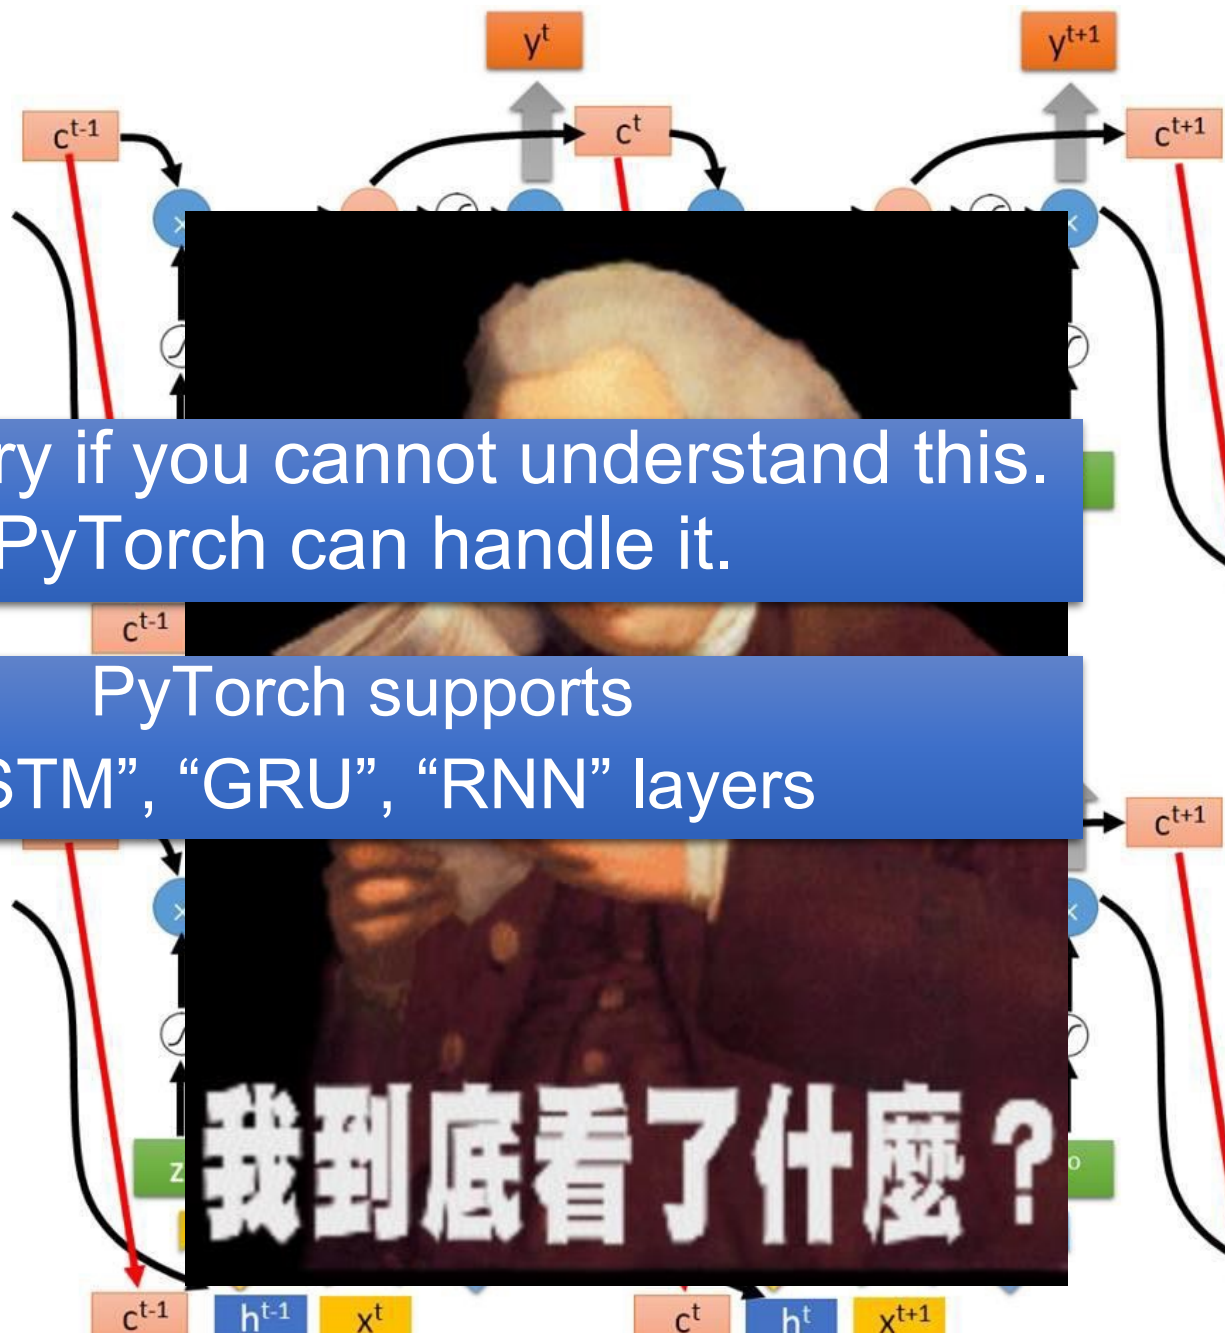 yᵗ
yᵗ⁺¹
cᵗ⁻¹
cᵗ
cᵗ⁺¹
ry if you cannot understand this.
PyTorch can handle it.
cᵗ⁻¹
PyTorch supports
STM”, “GRU”, “RNN” layers
cᵗ⁺¹
z
o
我到底看了什麼？
cᵗ⁻¹
hᵗ⁻¹
xᵗ
cᵗ
hᵗ
xᵗ⁺¹